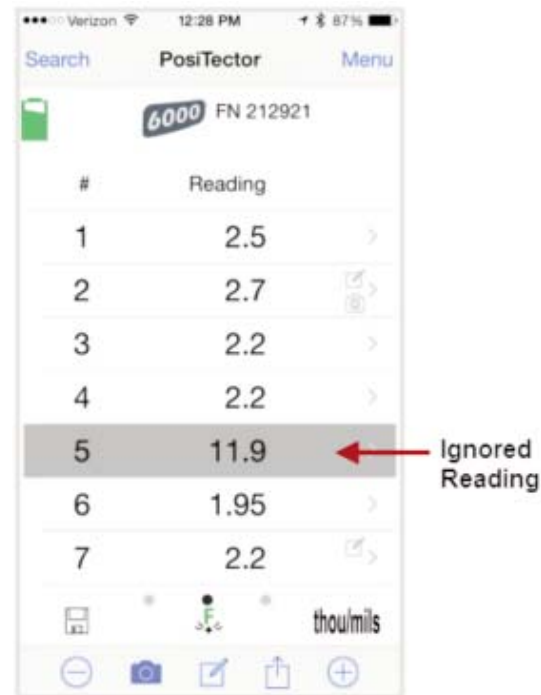 Verizon 12:28 PM 87%
Search PosiTector Menu
6000 FN 212921
# Reading
1 2.5
2 2.7
3 2.2
4 2.2
5 11.9
Ignored
Reading
6 1.95
7 2.2
F thou/mils